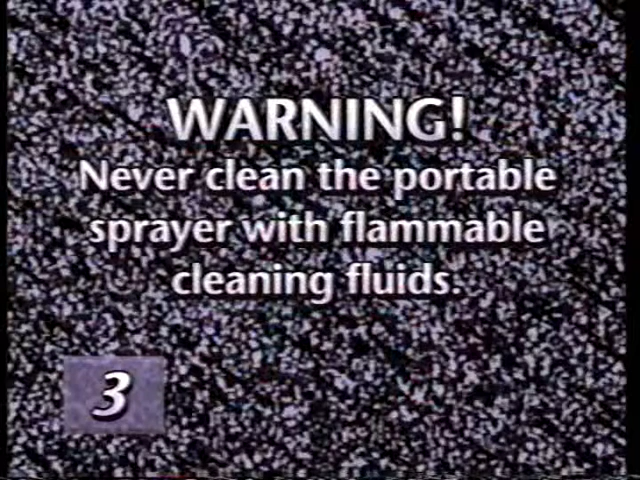 WARNING!
Never clean the portable
sprayer with flammable
cleaning fluids.
3